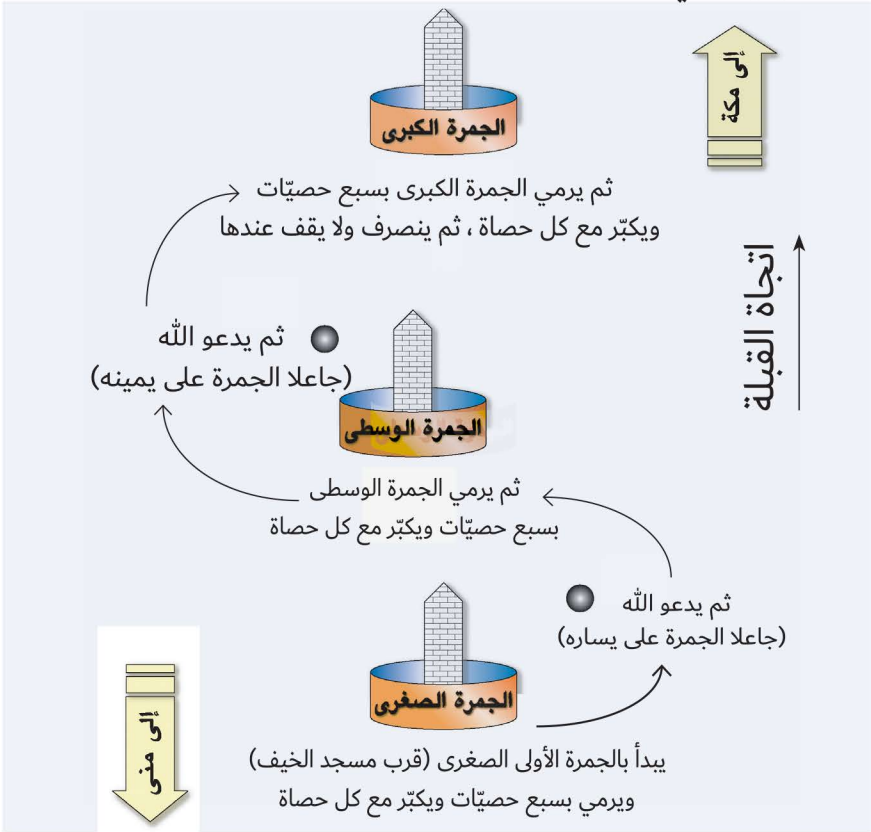 إلى مكة
الجمرة الكبرى
ثم يرمي الجمرة الكبرى بسبع حصيّات
ويكبّر مع كل حصاة ، ثم ينصرف ولا يقف عندها
اتجاة القبلة
ثم يدعو الله
(جاعلا الجمرة على يمينه)
الجمرة الوسطى
ثم يرمي الجمرة الوسطى
بسبع حصيّات ويكبّر مع كل حصاة
ثم يدعو الله
(جاعلا الجمرة على يساره)
الجمرة الصغرى
إلى منى
يبدأ بالجمرة الأولى الصغرى (قرب مسجد الخيف)
ويرمي بسبع حصيّات ويكبّر مع كل حصاة